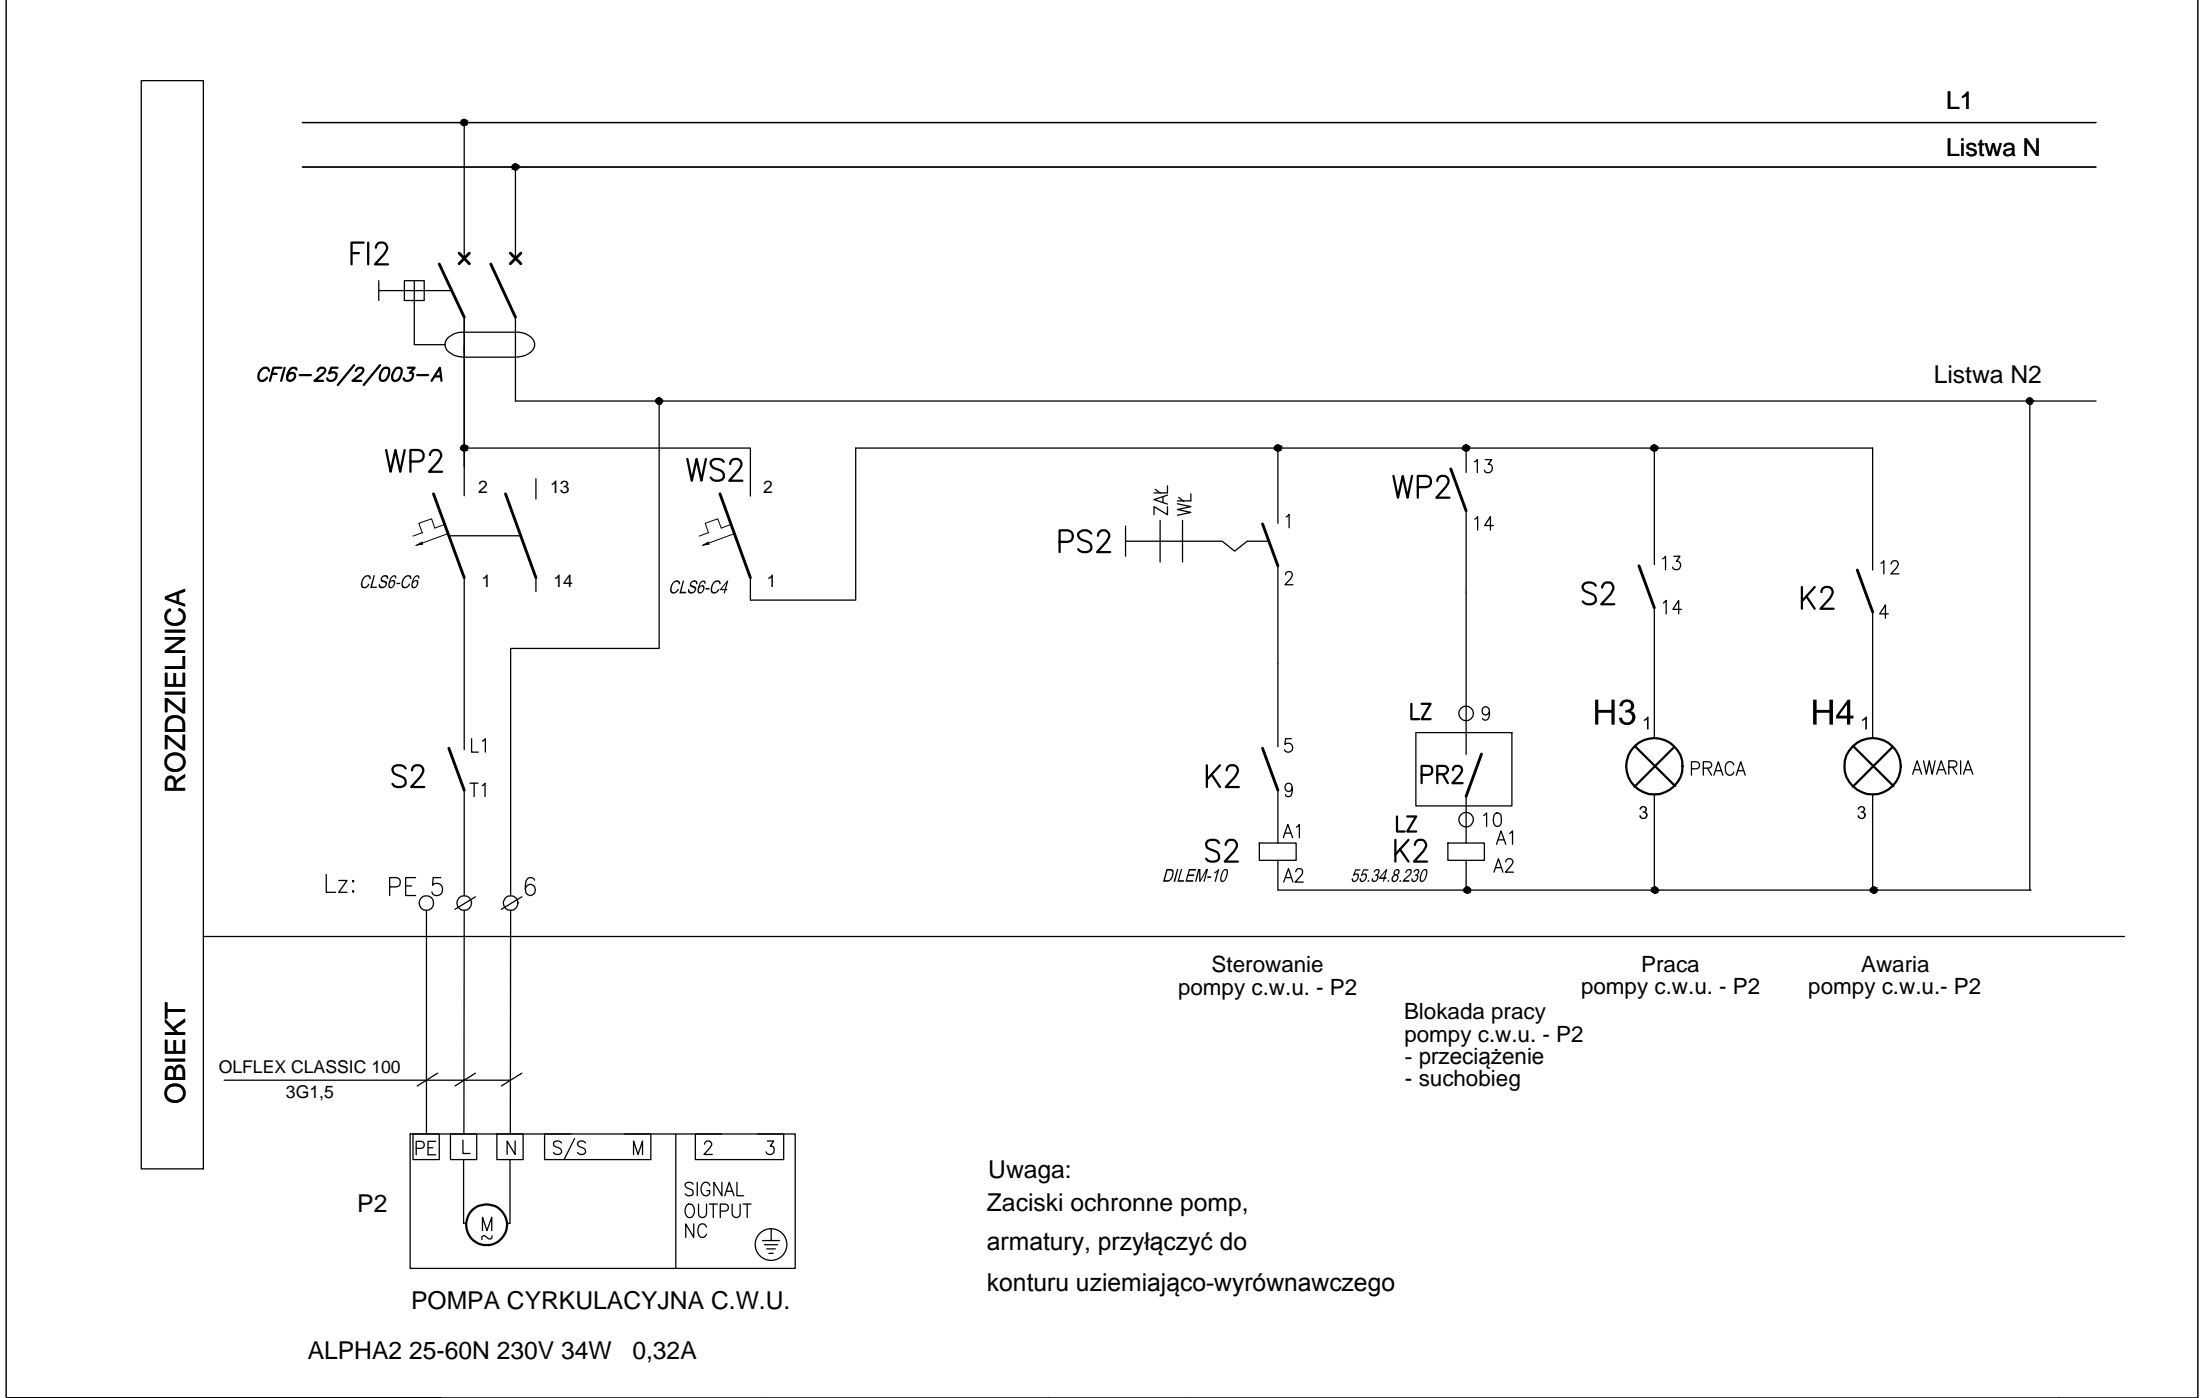 L1
Listwa N
FI2
CFI6-25/2/003-A
Listwa N2
WP2
2
13
CLS6-C6
1
14
WS2
2
CLS6-C4
1
PS2
ZAŁ
WŁ
1
2
WP2
13
14
S2
13
14
K2
12
4
ROZDZIELNICA
S2
L1
T1
K2
5
9
LZ
9
PR2
LZ
10
H3
1
PRACA
3
H4
1
AWARIA
3
S2
A1
DILEM-10
A2
K2
A1
A2
55.34.8.230
Lz:
PE
5
6
OBIEKT
Sterowanie
pompy c.w.u. - P2
Blokada pracy
pompy c.w.u. - P2
- przeciążenie
- suchobieg
Praca
pompy c.w.u. - P2
Awaria
pompy c.w.u.- P2
OLFLEX CLASSIC 100
3G1,5
PE
L
N
S/S
M
2
3
P2
M
~
SIGNAL
OUTPUT
NC
POMPA CYRKULACYJNA C.W.U.
ALPHA2 25-60N 230V 34W 0,32A
Uwaga:
Zaciski ochronne pomp,
armatury, przyłączyć do
konturu uziemiająco-wyrównawczego